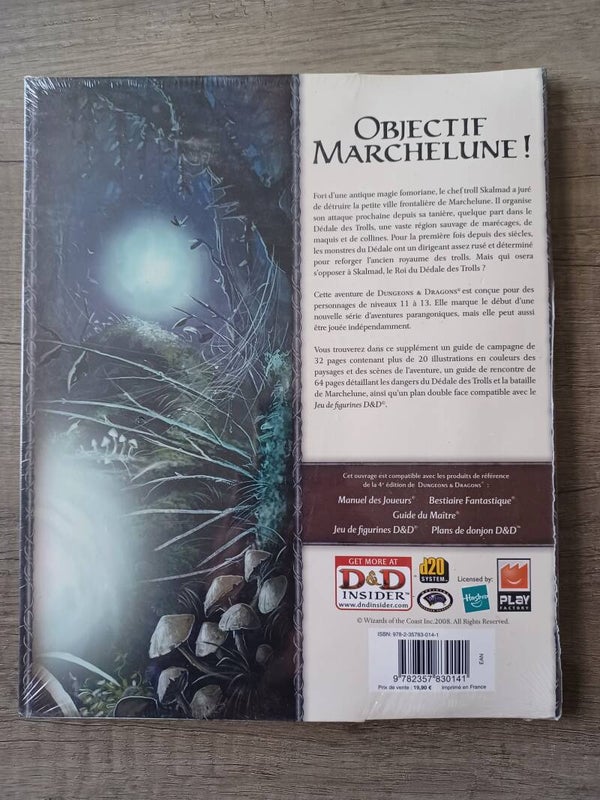 OBJECTIF
MARCHELUNE !
Fort d'une antique magie fomoriane, le chef troll Skalmad a juré
de détruire la petite ville frontalière de Marchelune. Il organise
son attaque prochaine depuis sa tanière, quelque part dans le
Dédale des Trolls, une vaste région sauvage de marécages, de
maquis et de collines. Pour la première fois depuis des siècles,
les monstres du Dédale ont un dirigeant assez rusé et déterminé
pour reforger l'ancien royaume des trolls. Mais qui osera
s'opposer à Skalmad, le Roi du Dédale des Trolls ?
Cette aventure de DUNGEONS & DRAGONS® est conçue pour des
personnages de niveaux 11 à 13. Elle marque le début d'une
nouvelle série d'aventures parangoniques, mais elle peut aussi
être jouée indépendamment.
Vous trouverez dans ce supplément un guide de campagne de
32 pages contenant plus de 20 illustrations en couleurs des
paysages et des scènes de l'aventure, un guide de rencontre de
64 pages détaillant les dangers du Dédale des Trolls et la bataille
de Marchelune, ainsi qu'un plan double face compatible avec le
Jeu de figurines D&D®.
Cet ouvrage est compatible avec les produits de référence
de la 4e édition de DUNGEONS & DRAGONS™ :
Manuel des Joueurs® Bestiaire Fantastique®
Guide du Maître®
Jeu de figurines D&D® Plans de donjon D&D™
GET MORE AT
D&D
INSIDER™
www.dndinsider.com
d20
SYSTEM
Licensed by:
Hasbro
PLAY
FACTORY
© Wizards of the Coast Inc.2008. All Rights Reserved.
ISBN: 978-2-35783-014-1
EAN
9 782357 830141
Prix de vente : 19,90 € Imprimé en France